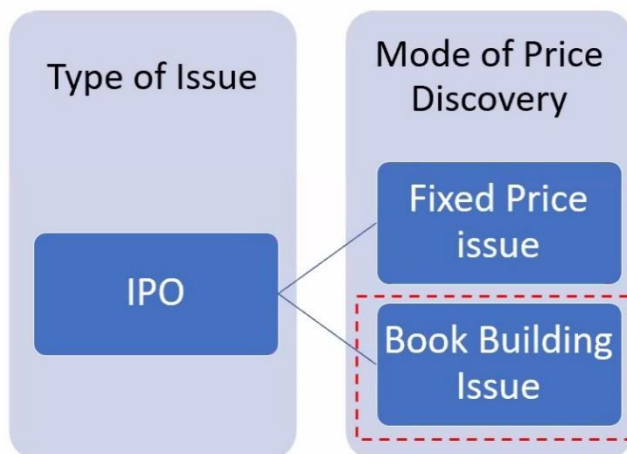 Type of Issue
IPO
Mode of Price
Discovery
Fixed Price
issue
Book Building
Issue